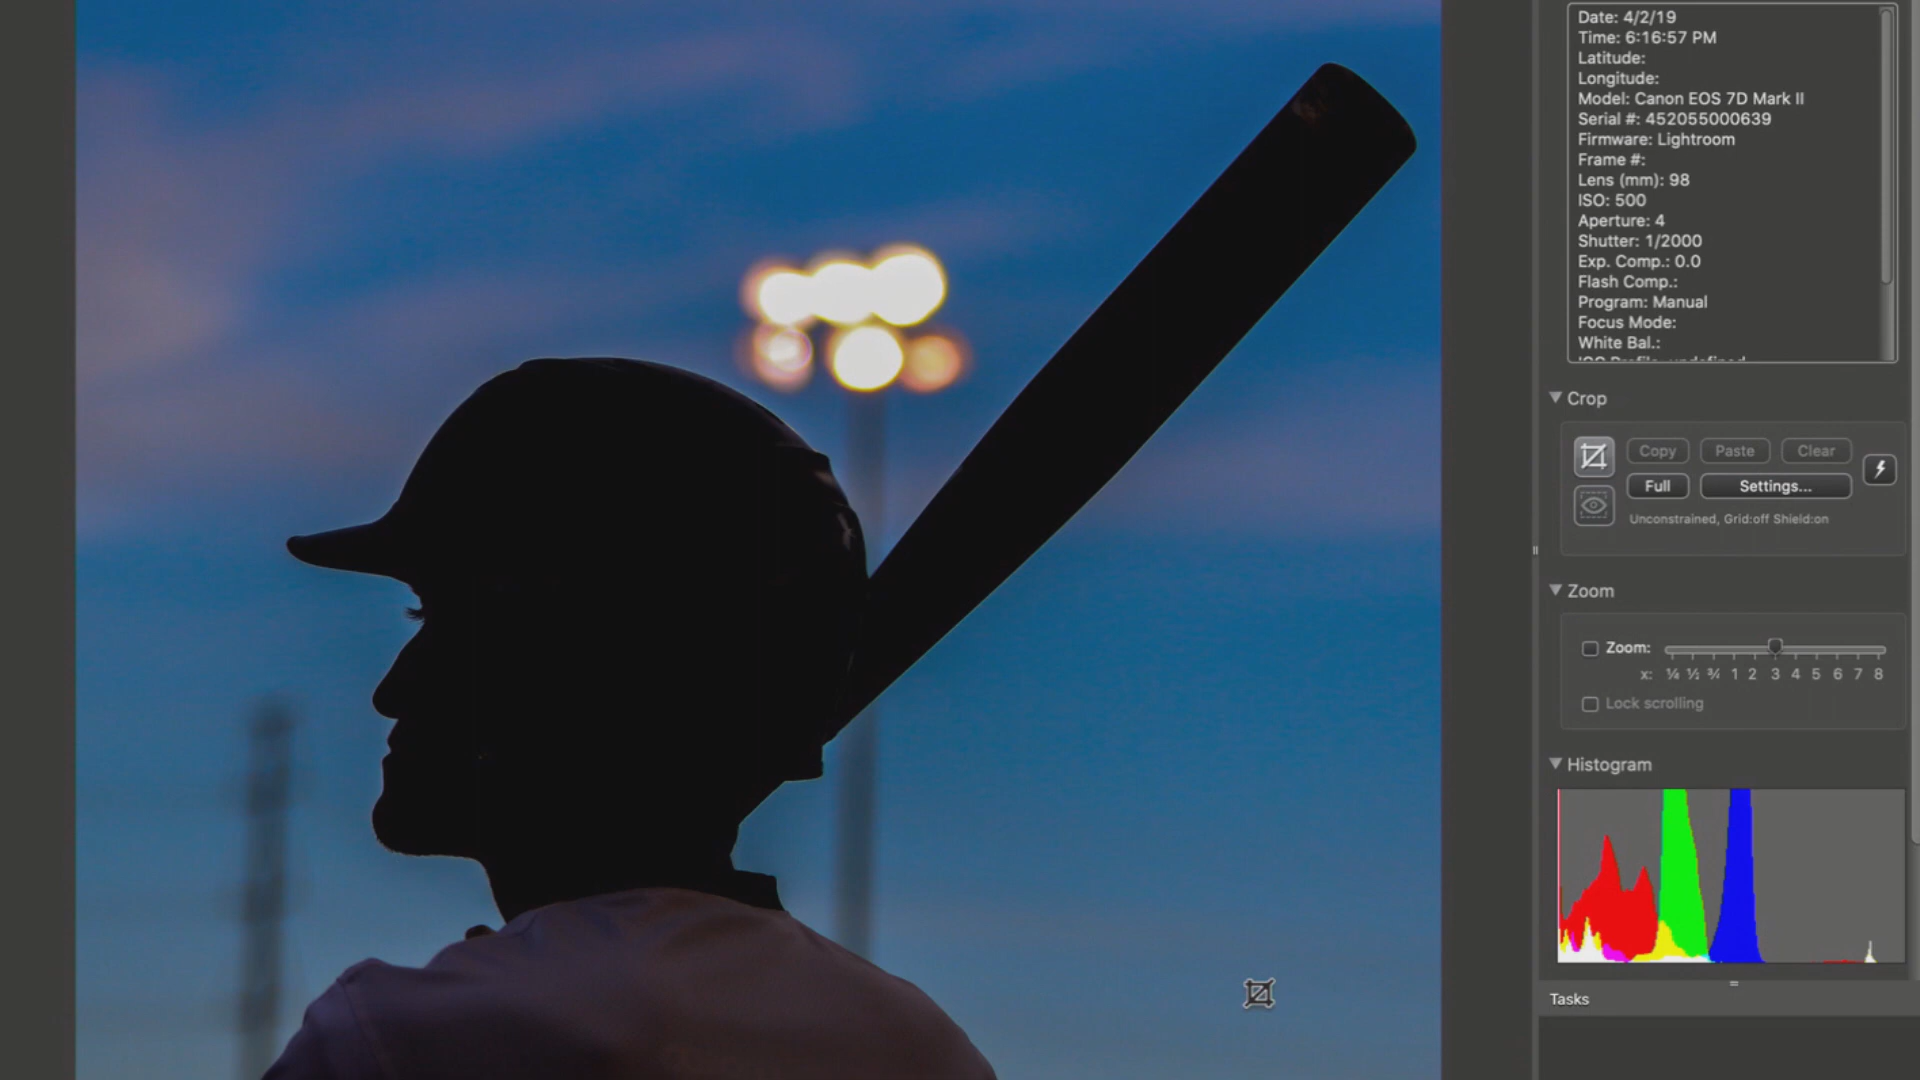 Date: 4/2/19
Time: 6:16:57 PM
Latitude:
Longitude:
Model: Canon EOS 7D Mark II
Serial #: 452055000639
Firmware: Lightroom
Frame #:
Lens (mm): 98
ISO: 500
Aperture: 4
Shutter: 1/2000
Exp. Comp.: 0.0
Flash Comp.:
Program: Manual
Focus Mode:
White Bal.:
ICC Profile: undefined
Crop
Copy Paste Clear
Full Settings...
Unconstrained, Grid:off Shield:on
Zoom
Zoom:
x: ¼ ½ ¾ 1 2 3 4 5 6 7 8
Lock scrolling
Histogram
Tasks